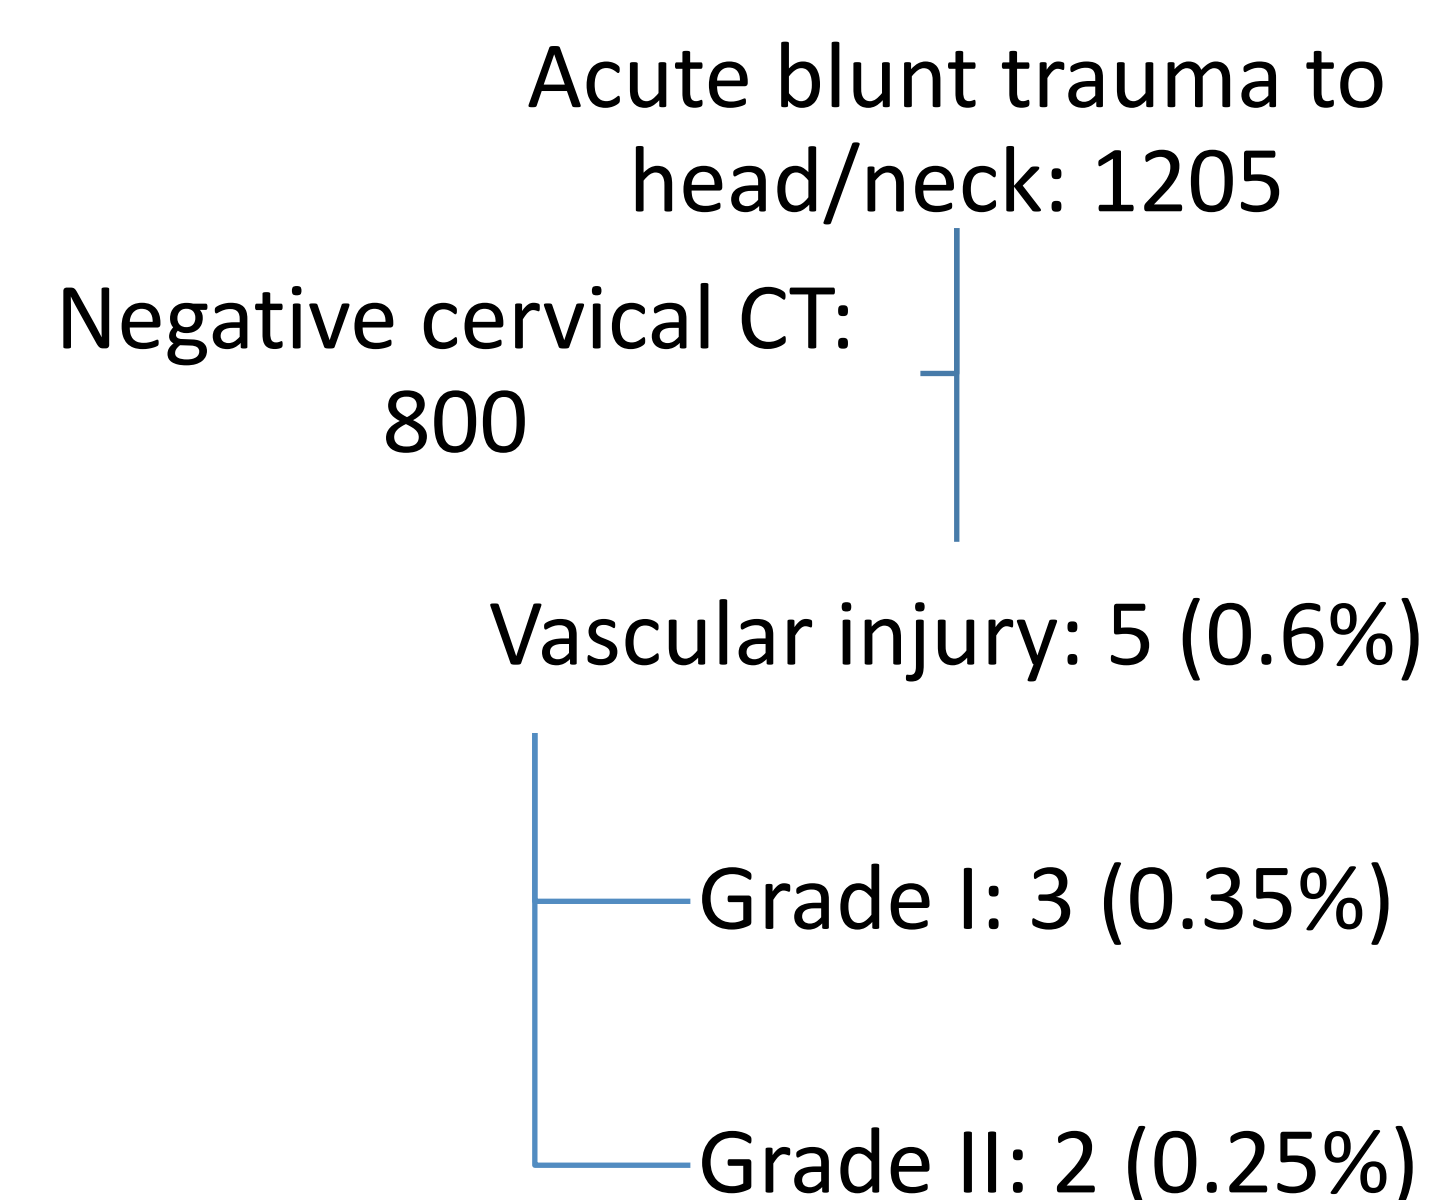 Acute blunt trauma to
head/neck: 1205
Negative cervical CT:
800
Vascular injury: 5 (0.6%)
Grade I: 3 (0.35%)
Grade II: 2 (0.25%)